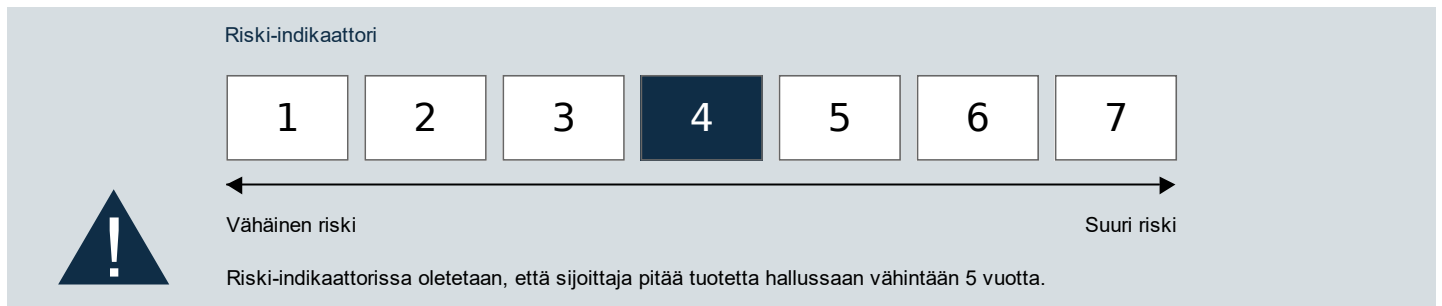 Riski-indikaattori
1 2 3 4 5 6 7
Vähäinen riski Suuri riski
!
Riski-indikaattorissa oletetaan, että sijoittaja pitää tuotetta hallussaan vähintään 5 vuotta.